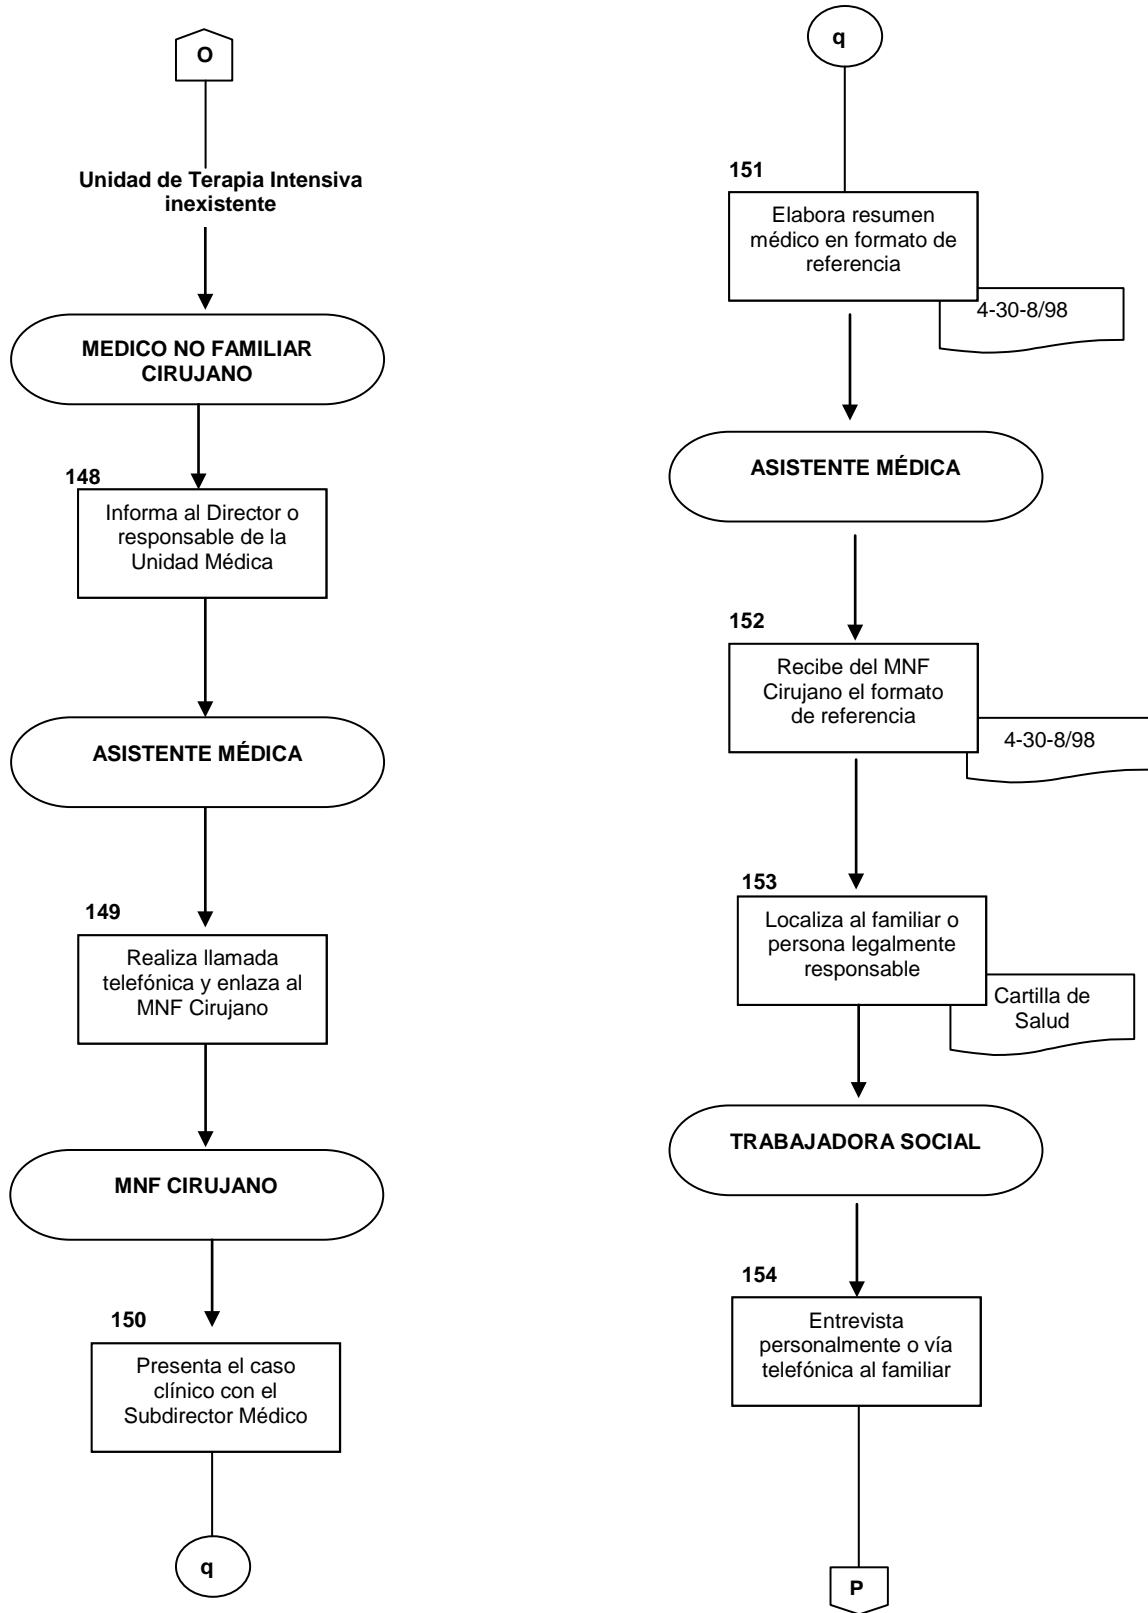 O
Unidad de Terapia Intensiva
inexistente
MEDICO NO FAMILIAR
CIRUJANO
148
Informa al Director o
responsable de la
Unidad Médica
ASISTENTE MÉDICA
149
Realiza llamada
telefónica y enlaza al
MNF Cirujano
MNF CIRUJANO
150
Presenta el caso
clínico con el
Subdirector Médico
q
q
151
Elabora resumen
médico en formato de
referencia
4-30-8/98
ASISTENTE MÉDICA
152
Recibe del MNF
Cirujano el formato
de referencia
4-30-8/98
153
Localiza al familiar o
persona legalmente
responsable
Cartilla de
Salud
TRABAJADORA SOCIAL
154
Entrevista
personalmente o vía
telefónica al familiar
P